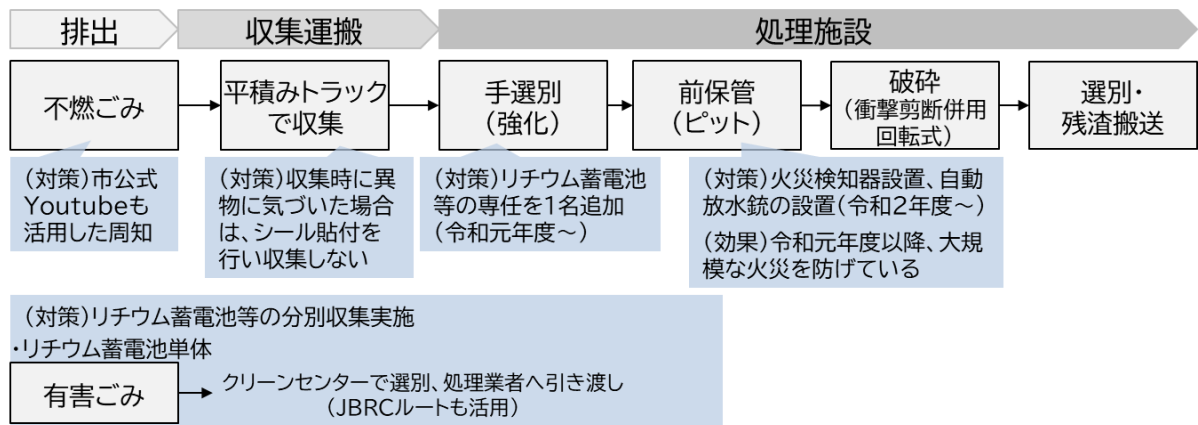 排出
収集運搬
処理施設
不燃ごみ
平積みトラック
で収集
手選別
（強化）
前保管
（ピット）
破砕
（衝撃剪断併用
回転式）
選別・
残渣搬送
（対策）市公式
Youtubeも
活用した周知
（対策）収集時に異
物に気づいた場合
は、シール貼付を
行い収集しない
（対策）リチウム蓄電池
等の専任を1名追加
（令和元年度～）
（対策）火災検知器設置、自動
放水銃の設置（令和2年度～）
（効果）令和元年度以降、大規
模な火災を防げている
（対策）リチウム蓄電池等の分別収集実施
・リチウム蓄電池単体
有害ごみ
クリーンセンターで選別、処理業者へ引き渡し
（JBRCルートも活用）